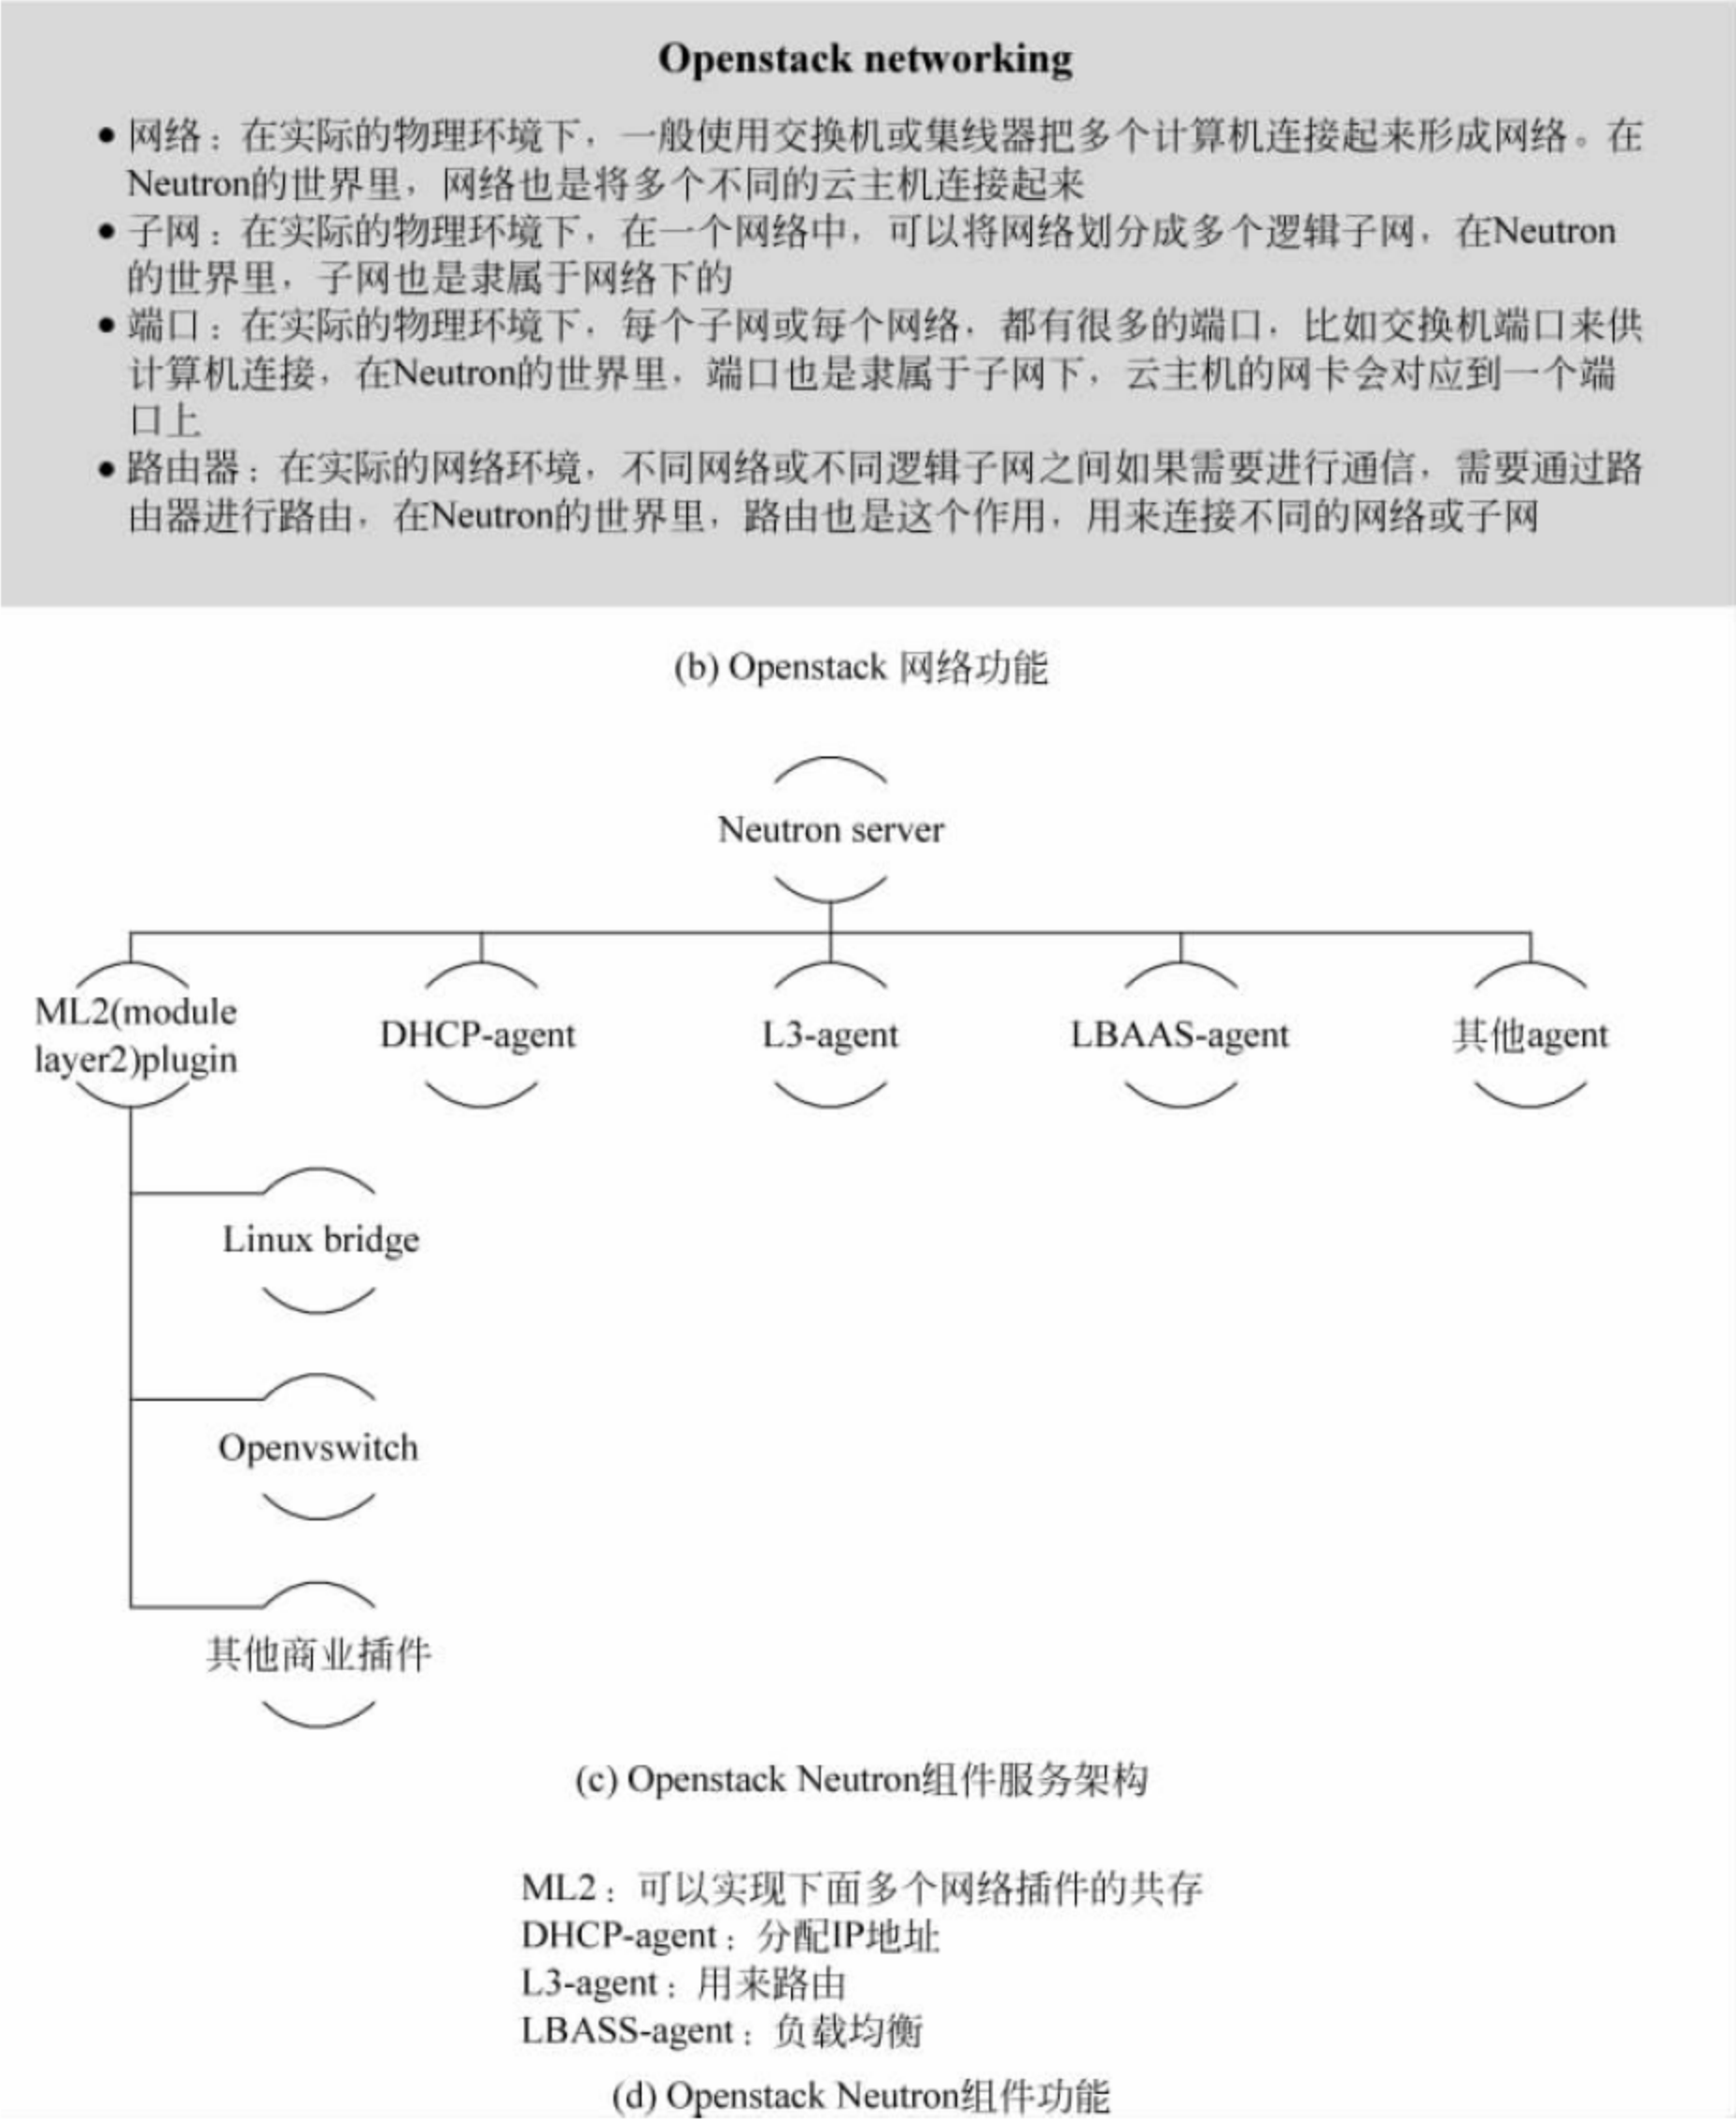 Openstack networking
● 网络：在实际的物理环境下，一般使用交换机或集线器把多个计算机连接起来形成网络。在
Neutron的世界里，网络也是将多个不同的云主机连接起来
● 子网：在实际的物理环境下，在一个网络中，可以将网络划分成多个逻辑子网，在Neutron
的世界里，子网也是隶属于网络下的
● 端口：在实际的物理环境下，每个子网或每个网络，都有很多的端口，比如交换机端口来供
计算机连接，在Neutron的世界里，端口也是隶属于子网下，云主机的网卡会对应到一个端
口上
● 路由器：在实际的网络环境，不同网络或不同逻辑子网之间如果需要进行通信，需要通过路
由器进行路由，在Neutron的世界里，路由也是这个作用，用来连接不同的网络或子网
(b) Openstack 网络功能
Neutron server
ML2(module
layer2)plugin
DHCP-agent
L3-agent
LBAAS-agent
其他agent
Linux bridge
Openvswitch
其他商业插件
(c) Openstack Neutron组件服务架构
ML2：可以实现下面多个网络插件的共存
DHCP-agent：分配IP地址
L3-agent：用来路由
LBASS-agent：负载均衡
(d) Openstack Neutron组件功能